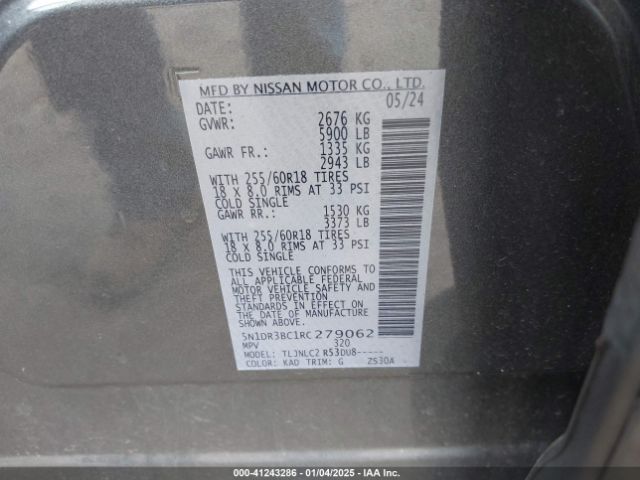 MFD BY NISSAN MOTOR CO., LTD.
DATE: 05/24
GVWR: 2676 KG
5900 LB
GAWR FR.: 1335 KG
2943 LB
WITH 255/60R18 TIRES
18 X 8.0 RIMS AT 33 PSI
COLD SINGLE
GAWR RR.: 1530 KG
3373 LB
WITH 255/60R18 TIRES
18 X 8.0 RIMS AT 33 PSI
COLD SINGLE
THIS VEHICLE CONFORMS TO
ALL APPLICABLE FEDERAL
MOTOR VEHICLE SAFETY AND
THEFT PREVENTION
STANDARDS IN EFFECT ON
THE DATE OF MANUFACTURE
SHOWN ABOVE.
5N1DR3BC1RC279062
MPV 320
MODEL: TLJNLC2 R53DU8-----
COLOR: KAD TRIM: G ZS30A
000-41243286 - 01/04/2025 - IAA Inc.